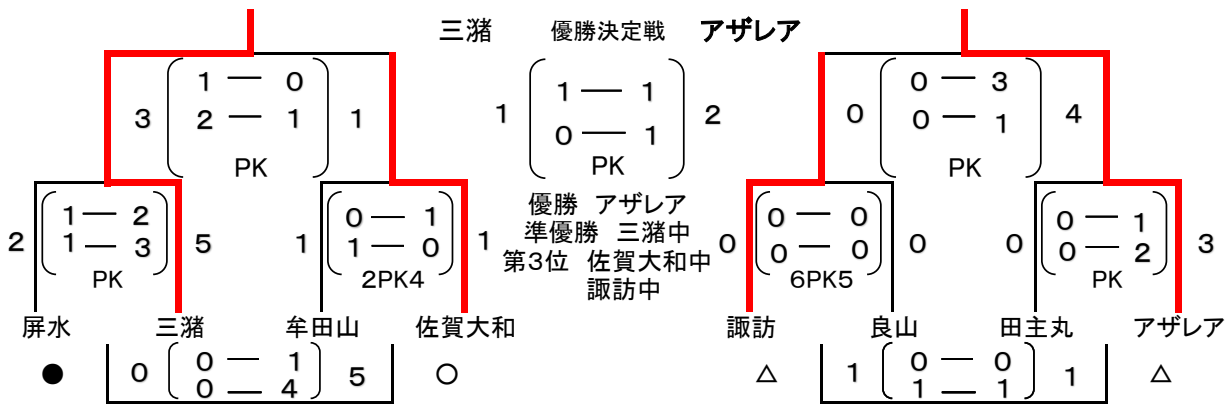 三潴 優勝決定戦 アザレア
3 1 ― 0 1
2 ― 1
PK
1 1 ― 1 2
0 ― 1
PK
0 0 ― 3 4
0 ― 1
PK
2 1 ― 2 5
1 ― 3
PK
1 0 ― 1 1
1 ― 0
2PK4
優勝 アザレア
準優勝 三潴中
第3位 佐賀大和中
諏訪中
0 0 ― 0 0
0 ― 0
6PK5
0 0 ― 1 3
0 ― 2
PK
屏水 三潴 牟田山 佐賀大和 諏訪 良山 田主丸 アザレア
● 0 0 ― 1 5 ○
0 ― 4
△ 1 0 ― 0 1 △
1 ― 1